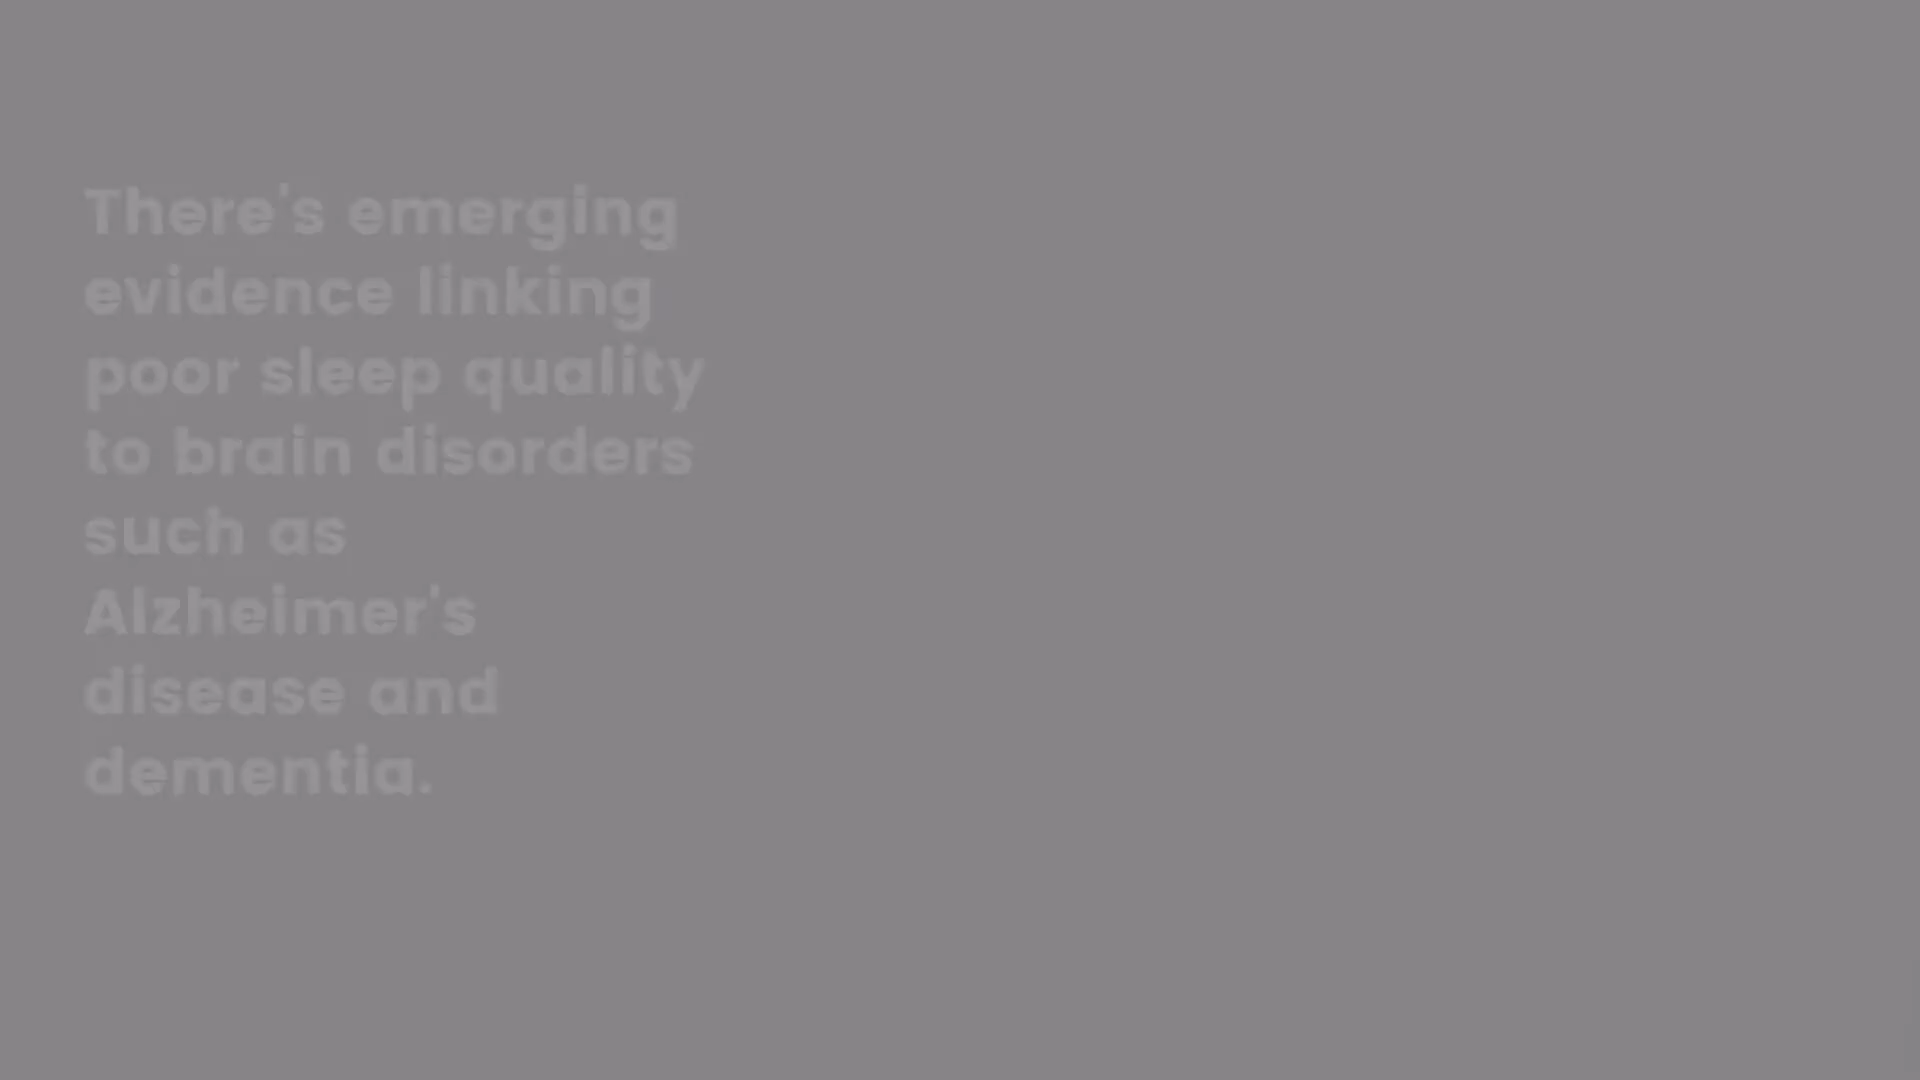 There's emerging
evidence linking
poor sleep quality
to brain disorders
such as
Alzheimer's
disease and
dementia.